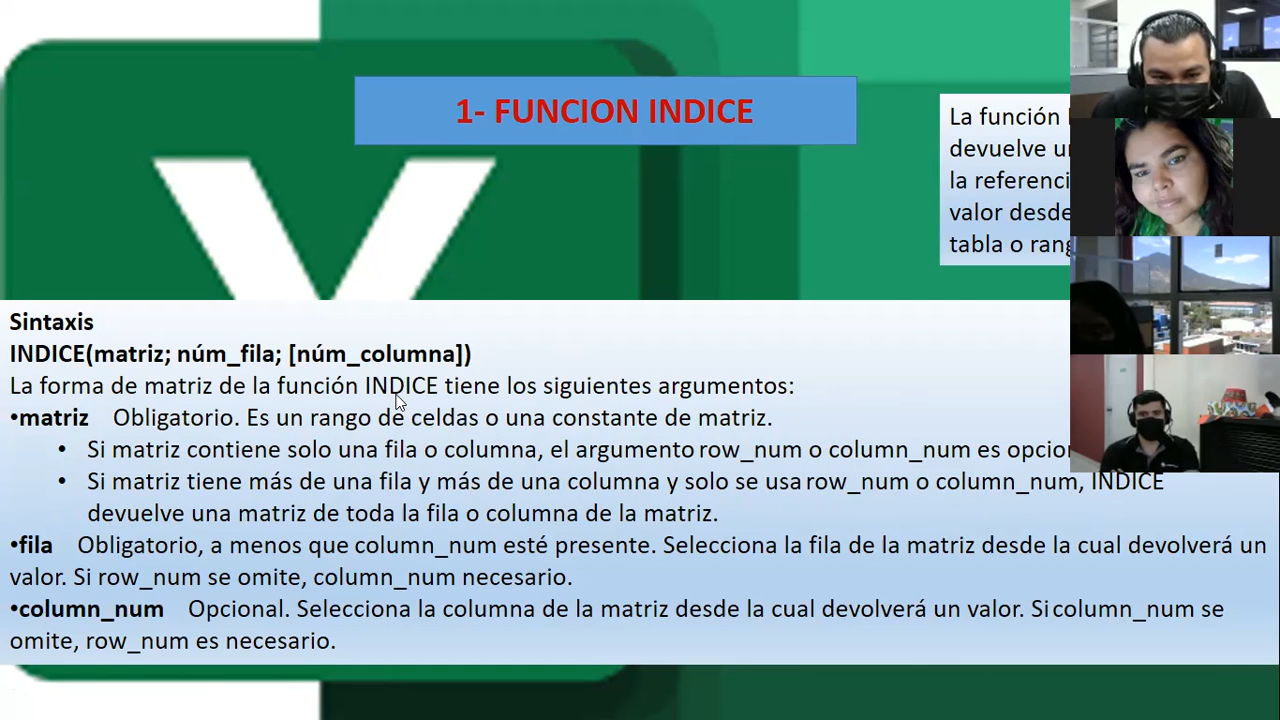 1- FUNCION INDICE
La función
devuelve
la
valor desde
tabla o
Sintaxis
INDICE(matriz; núm_fila; [núm_columna])
La forma de matriz de la función INDICE tiene los siguientes argumentos:
•matriz Obligatorio. Es un rango de celdas o una constante de matriz.
• Si matriz contiene solo una fila o columna, el argumento row_num o column_num es
• Si matriz tiene más de una fila y más de una columna y solo se usa row_num o column_num, INDICE
devuelve una matriz de toda la fila o columna de la matriz.
•fila Obligatorio, a menos que column_num esté presente. Selecciona la fila de la matriz desde la cual devolverá un
valor. Si row_num se omite, column_num necesario.
•column_num Opcional. Selecciona la columna de la matriz desde la cual devolverá un valor. Si column_num se
omite, row_num es necesario.